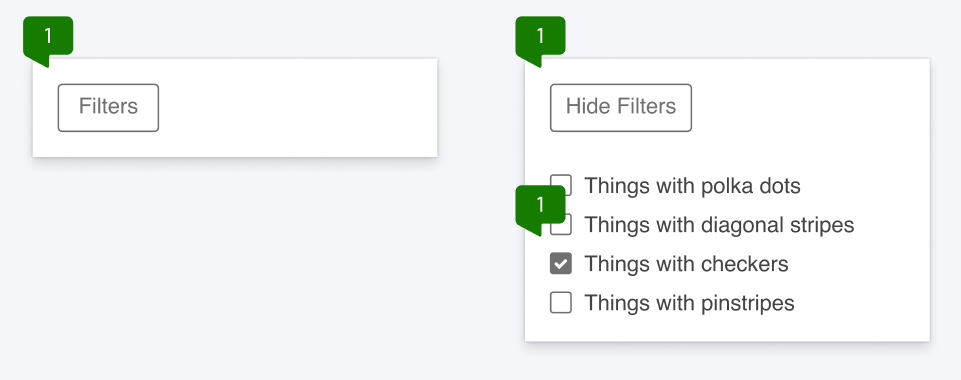 1
Filters
1
Hide Filters
Things with polka dots
1
Things with diagonal stripes
Things with checkers
Things with pinstripes